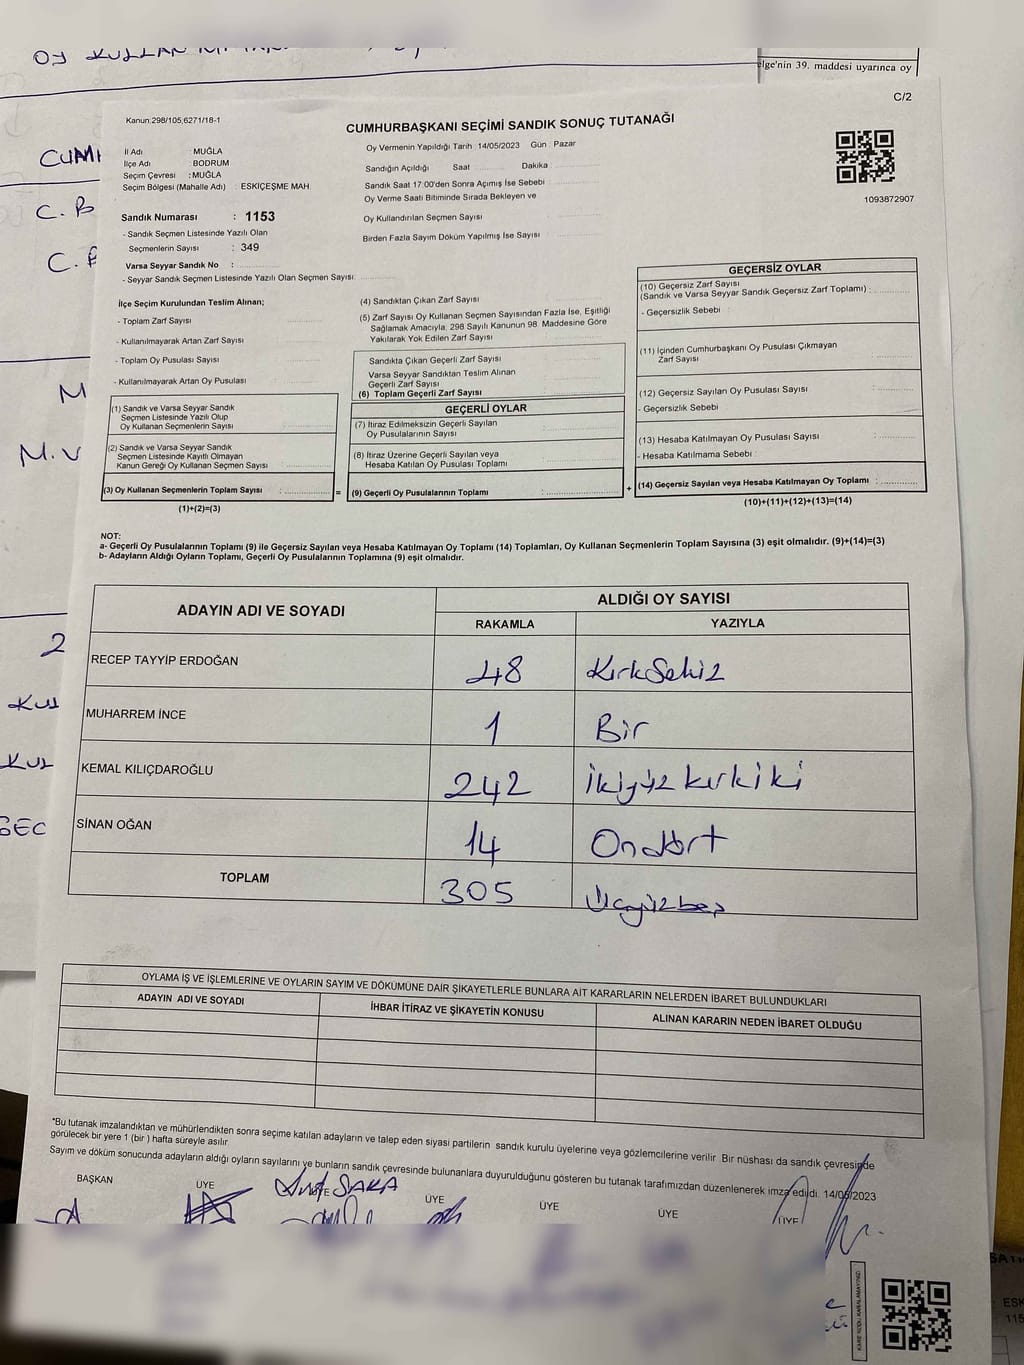 elge'nin 39. maddesi uyarınca oy
C/2
Kanun:298/105,6271/18-1
CUMHURBAŞKANI SEÇİMİ SANDIK SONUÇ TUTANAĞI
İl Adı : MUĞLA
İlçe Adı : BODRUM
Seçim Çevresi : MUĞLA
Seçim Bölgesi (Mahalle Adı) : ESKİÇEŞME MAH
Sandık Numarası : 1153
- Sandık Seçmen Listesinde Yazılı Olan
Seçmenlerin Sayısı : 349
Varsa Seyyar Sandık No :
- Seyyar Sandık Seçmen Listesinde Yazılı Olan Seçmen Sayısı:
Oy Vermenin Yapıldığı Tarih : 14/05/2023 Gün : Pazar
Sandığın Açıldığı Saat Dakika
Sandık Saat 17:00'den Sonra Açımış İse Sebebi
Oy Verme Saati Bitiminde Sırada Bekleyen ve
Oy Kullandırılan Seçmen Sayısı
Birden Fazla Sayım Döküm Yapılmış İse Sayısı
1093872907
İlçe Seçim Kurulundan Teslim Alınan;
- Toplam Zarf Sayısı
- Kullanılmayarak Artan Zarf Sayısı
- Toplam Oy Pusulası Sayısı
- Kullanılmayarak Artan Oy Pusulası
(1) Sandık ve Varsa Seyyar Sandık
Seçmen Listesinde Yazılı Olup
Oy Kullanan Seçmenlerin Sayısı
(2) Sandık ve Varsa Seyyar Sandık
Seçmen Listesinde Kayıtlı Olmayan
Kanun Gereği Oy Kullanan Seçmen Sayısı
(3) Oy Kullanan Seçmenlerin Toplam Sayısı :
(1)+(2)=(3)
(4) Sandıktan Çıkan Zarf Sayısı
(5) Zarf Sayısı Oy Kullanan Seçmen Sayısından Fazla İse, Eşitliği
Sağlamak Amacıyla, 298 Sayılı Kanunun 98. Maddesine Göre
Yakılarak Yok Edilen Zarf Sayısı
Sandıkta Çıkan Geçerli Zarf Sayısı
Varsa Seyyar Sandıktan Teslim Alınan
Geçerli Zarf Sayısı
(6) Toplam Geçerli Zarf Sayısı
GEÇERLİ OYLAR
(7) İtiraz Edilmeksizin Geçerli Sayılan
Oy Pusulalarının Sayısı
(8) İtiraz Üzerine Geçerli Sayılan veya
Hesaba Katılan Oy Pusulası Toplamı
= (9) Geçerli Oy Pusulalarının Toplamı :
GEÇERSİZ OYLAR
(10) Geçersiz Zarf Sayısı
(Sandık ve Varsa Seyyar Sandık Geçersiz Zarf Toplamı) :
- Geçersizlik Sebebi :
(11) İçinden Cumhurbaşkanı Oy Pusulası Çıkmayan
Zarf Sayısı :
(12) Geçersiz Sayılan Oy Pusulası Sayısı :
- Geçersizlik Sebebi
(13) Hesaba Katılmayan Oy Pusulası Sayısı :
- Hesaba Katılmama Sebebi :
+ (14) Geçersiz Sayılan veya Hesaba Katılmayan Oy Toplamı :
(10)+(11)+(12)+(13)=(14)
NOT:
a- Geçerli Oy Pusulalarının Toplamı (9) ile Geçersiz Sayılan veya Hesaba Katılmayan Oy Toplamı (14) Toplamları, Oy Kullanan Seçmenlerin Toplam Sayısına (3) eşit olmalıdır. (9)+(14)=(3)
b- Adayların Aldığı Oyların Toplamı, Geçerli Oy Pusulalarının Toplamına (9) eşit olmalıdır.
ADAYIN ADI VE SOYADI ALDIĞI OY SAYISI
RAKAMLA YAZIYLA
RECEP TAYYİP ERDOĞAN 48 KırkSekiz
MUHARREM İNCE 1 Bir
KEMAL KILIÇDAROĞLU 242 İkiyüz kırkiki
SİNAN OĞAN 14 Ondört
TOPLAM 305 Üçyüzbeş
OYLAMA İŞ VE İŞLEMLERİNE VE OYLARIN SAYIM VE DÖKÜMÜNE DAİR ŞİKAYETLERLE BUNLARA AİT KARARLARIN NELERDEN İBARET BULUNDUKLARI
ADAYIN ADI VE SOYADI İHBAR İTİRAZ VE ŞİKAYETİN KONUSU ALINAN KARARIN NEDEN İBARET OLDUĞU
*Bu tutanak imzalandıktan ve mühürlendikten sonra seçime katılan adayların ve talep eden siyasi partilerin sandık kurulu üyelerine veya gözlemcilerine verilir. Bir nüshası da sandık çevresinde
görülecek bir yere 1 (bir ) hafta süreyle asılır.
Sayım ve döküm sonucunda adayların aldığı oyların sayılarını ve bunların sandık çevresinde bulunanlara duyurulduğunu gösteren bu tutanak tarafımızdan düzenlenerek imza edildi. 14/05/2023
BAŞKAN ÜYE SAKA ÜYE ÜYE ÜYE ÜYE